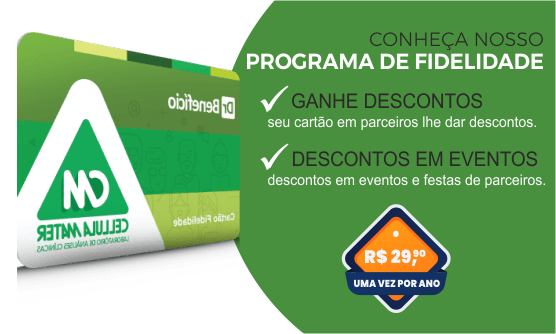 CONHEÇA NOSSO
PROGRAMA DE FIDELIDADE
GANHE DESCONTOS
seu cartão em parceiros lhe dar descontos.
DESCONTOS EM EVENTOS
descontos em eventos e festas de parceiros.
R$ 29,90
UMA VEZ POR ANO
Dr Benefício
CM
CELLULA MATER
LABORATÓRIO DE ANÁLISES CLÍNICAS
Cartão Fidelidade